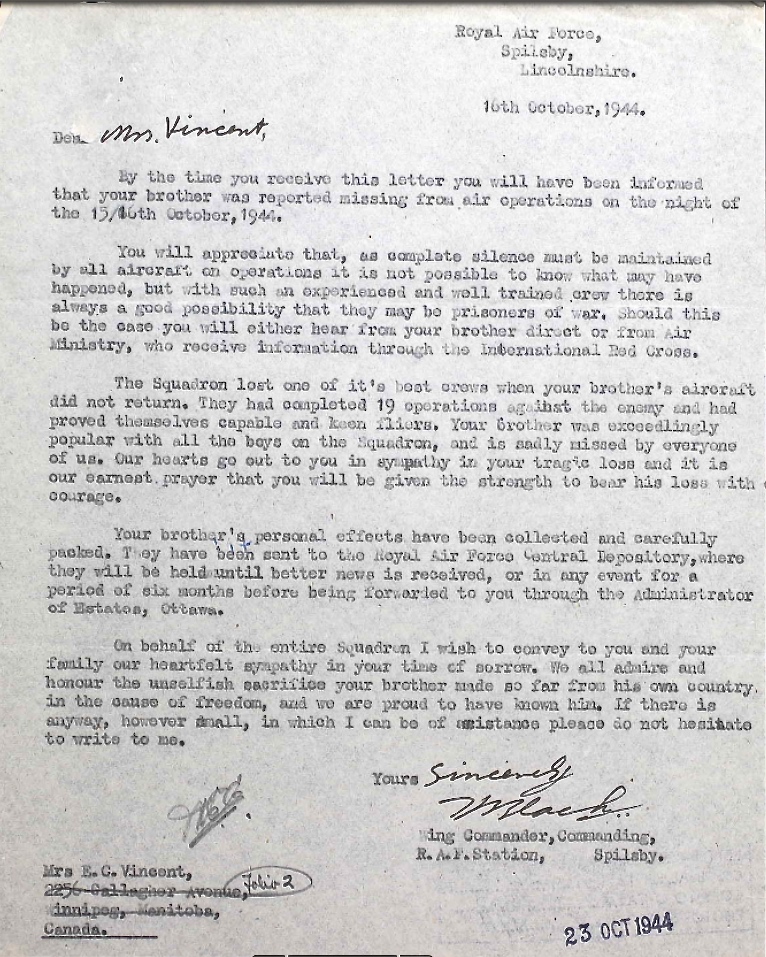 Royal Air Force,
Spilsby,
Lincolnshire.
16th October, 1944.
Dea Mrs. Vincent,
By the time you receive this letter you will have been informed
that your brother was reported missing from air operations on the night of
the 15/16th October, 1944.
You will appreciate that, as complete silence must be maintained
by all aircraft on operations it is not possible to know what may have
happened, but with such an experienced and well trained crew there is
always a good possibility that they may be prisoners of war. Should this
be the case you will either hear from your brother direct or from Air
Ministry, who receive information through the International Red Cross.
The Squadron lost one of it's best crews when your brother's aircraft
did not return. They had completed 19 operations against the enemy and had
proved themselves capable and keen fliers. Your brother was exceedingly
popular with all the boys on the Squadron, and is sadly missed by everyone
of us. Our hearts go out to you in sympathy in your tragic loss and it is
our earnest prayer that you will be given the strength to bear his loss with
courage.
Your brother's personal effects have been collected and carefully
packed. They have been sent to the Royal Air Force Central Depository, where
they will be held until better news is received, or in any event for a
period of six months before being forwarded to you through the Administrator
of Estates, Ottawa.
On behalf of the entire Squadron I wish to convey to you and your
family our heartfelt sympathy in your time of sorrow. We all admire and
honour the unselfish sacrifice your brother made so far from his own country,
in the cause of freedom, and we are proud to have known him. If there is
anyway, however small, in which I can be of assistance please do not hesitate
to write to me.
Yours Sincerely
Wing Commander, Commanding,
R.A.F. Station, Spilsby.
Mrs E.C. Vincent,
2256 Gallagher Avenue, Folio 2
Winnipeg, Manitoba,
Canada.
23 OCT 1944